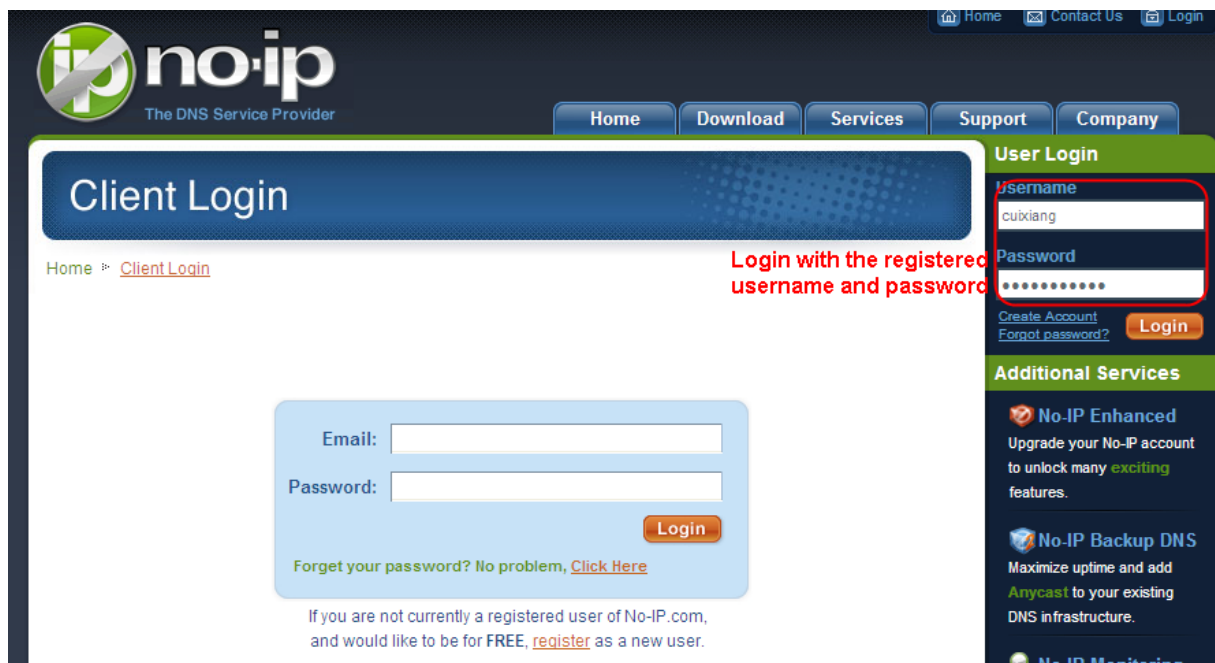 Home Contact Us Login
ip no·ip
The DNS Service Provider
Home Download Services Support Company
Client Login
Home Client Login
Login with the registered
username and password
Email:
Password:
Login
Forget your password? No problem, Click Here
If you are not currently a registered user of No-IP.com,
and would like to be for FREE, register as a new user.
User Login
Username
cuixiang
Password
•••••••••••
Create Account
Forgot password?
Login
Additional Services
No-IP Enhanced
Upgrade your No-IP account
to unlock many exciting
features.
No-IP Backup DNS
Maximize uptime and add
Anycast to your existing
DNS infrastructure.
No-IP Monitoring